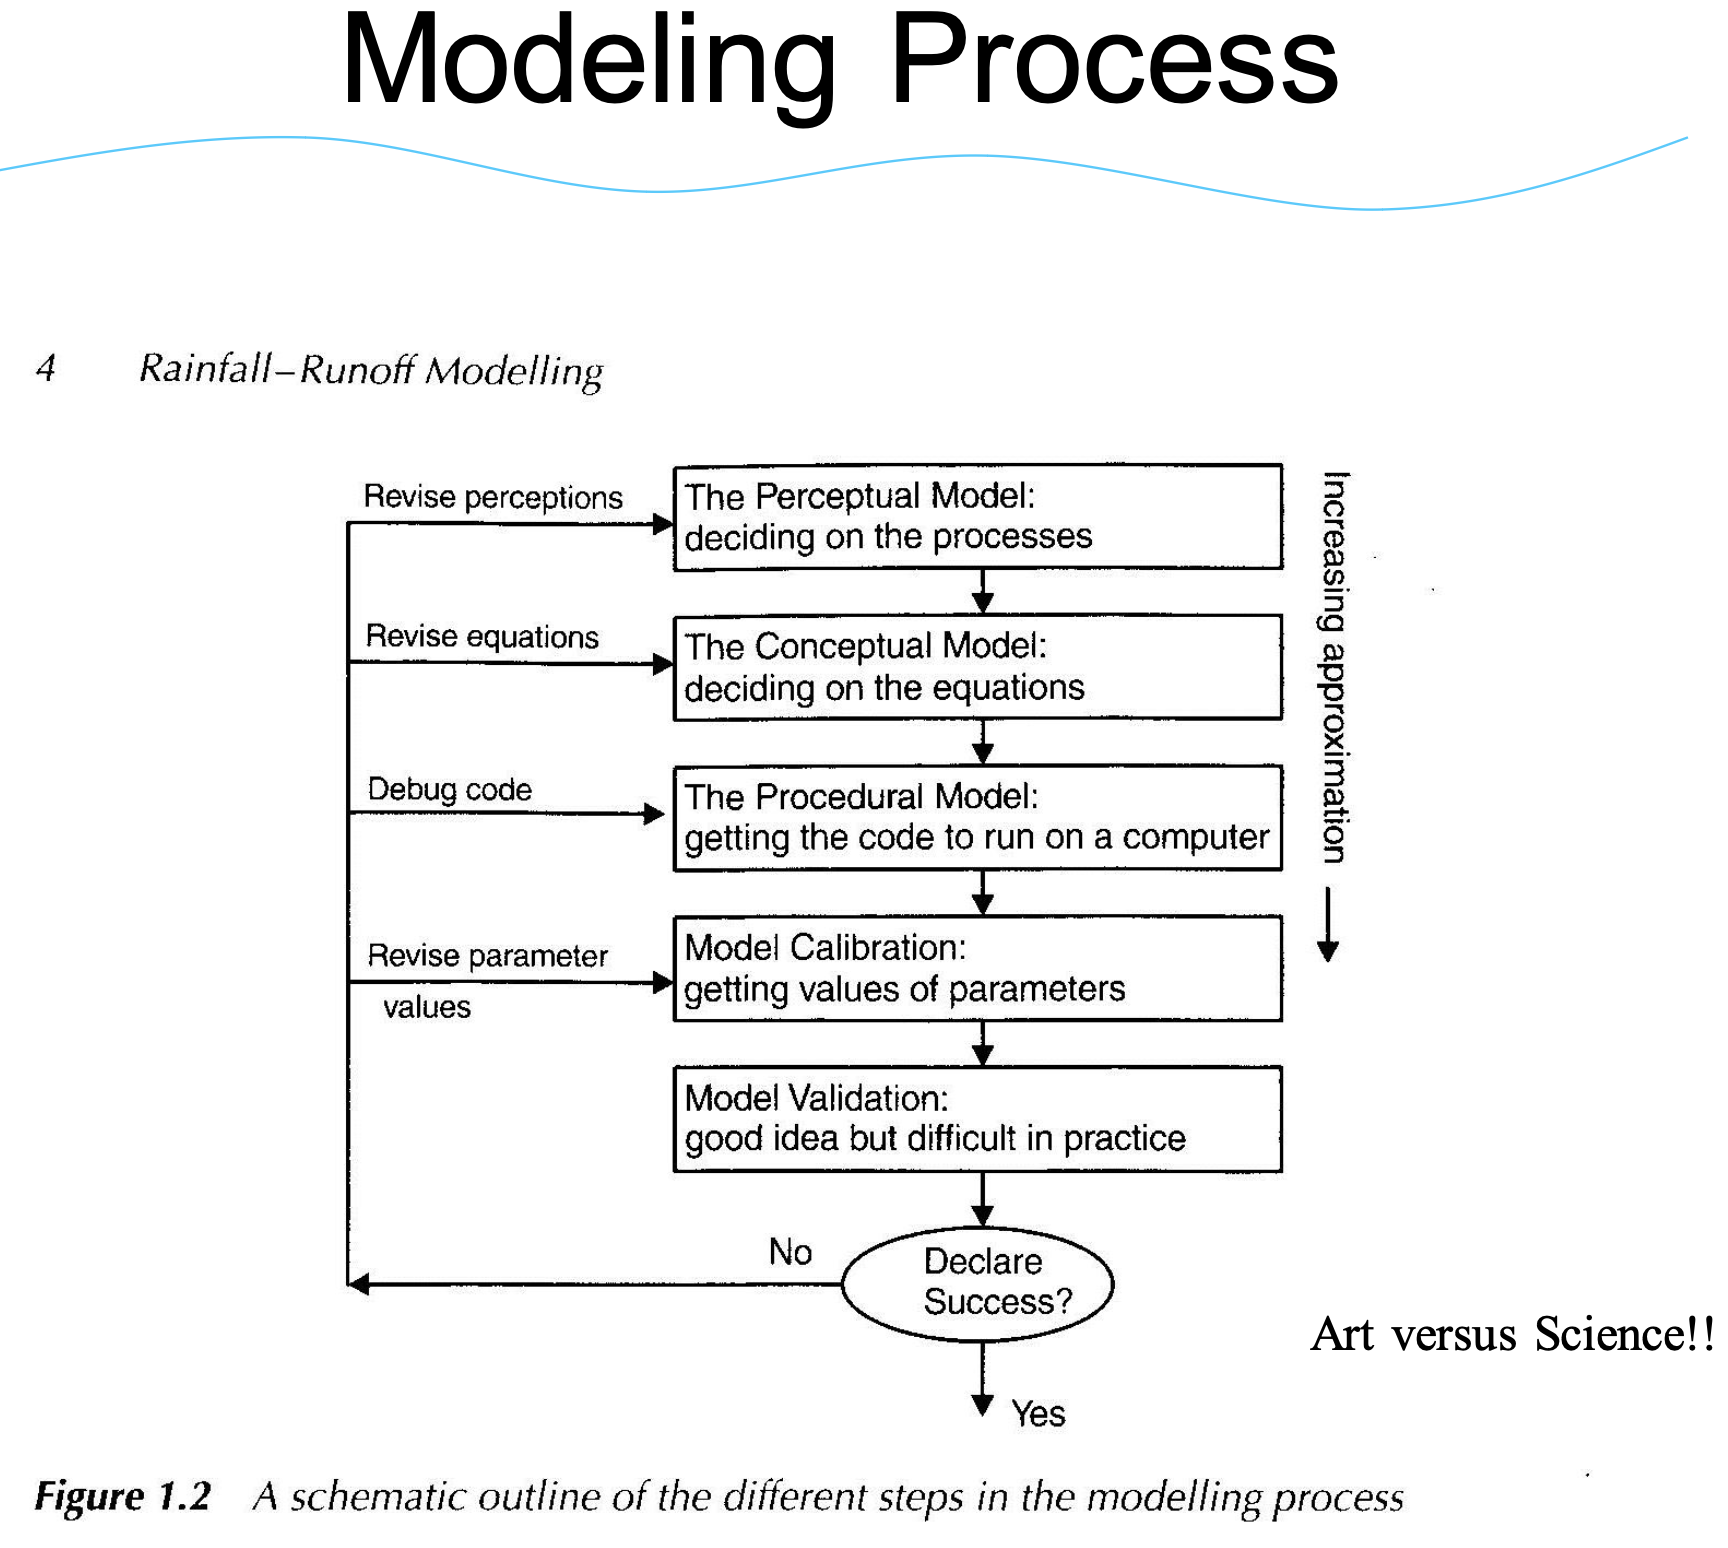 Modeling Process
4 Rainfall–Runoff Modelling
Revise perceptions
The Perceptual Model:
deciding on the processes
Revise equations
The Conceptual Model:
deciding on the equations
Debug code
The Procedural Model:
getting the code to run on a computer
Revise parameter
values
Model Calibration:
getting values of parameters
Model Validation:
good idea but difficult in practice
Increasing approximation
No
Declare
Success?
Yes
Art versus Science!!
Figure 1.2 A schematic outline of the different steps in the modelling process